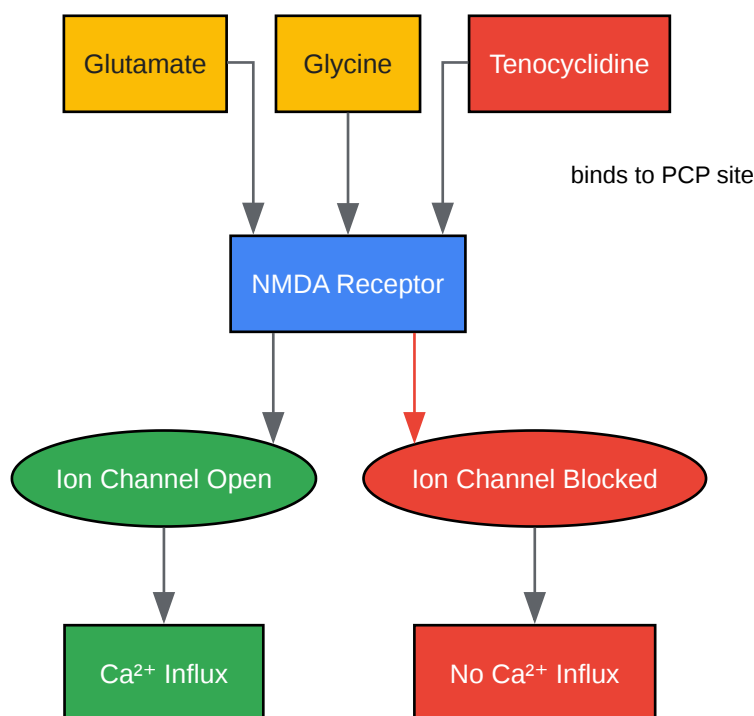 Glutamate
Glycine
Tenocyclidine
binds to PCP site
NMDA Receptor
Ion Channel Open
Ion Channel Blocked
Ca²⁺ Influx
No Ca²⁺ Influx